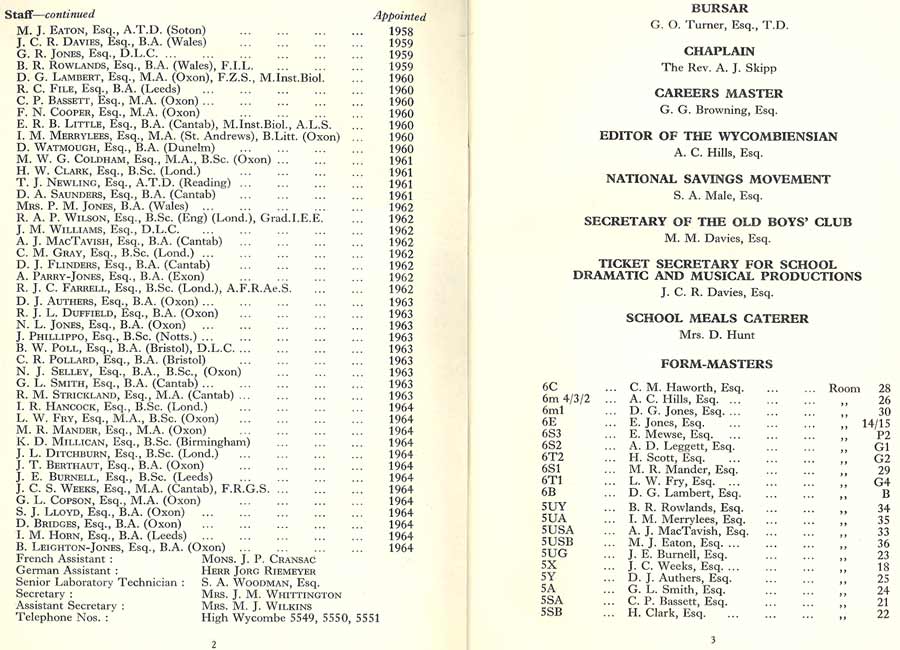 Staff—continued Appointed
M. J. Eaton, Esq., A.T.D. (Soton) ... ... ... ... 1958
J. C. R. Davies, Esq., B.A. (Wales) ... ... ... 1959
G. R. Jones, Esq., D.L.C. ... ... ... ... ... 1959
B. R. Rowlands, Esq., B.A. (Wales), F.I.L. ... ... ... 1959
D. G. Lambert, Esq., M.A. (Oxon), F.Z.S., M.Inst.Biol. ... 1960
R. C. File, Esq., B.A. (Leeds) ... ... ... ... 1960
C. P. Bassett, Esq., M.A. (Oxon) ... ... ... ... 1960
F. N. Cooper, Esq., M.A. (Oxon) ... ... ... ... 1960
E. R. B. Little, Esq., B.A. (Cantab), M.Inst.Biol., A.L.S. ... 1960
I. M. Merrylees, Esq., M.A. (St. Andrews), B.Litt. (Oxon) ... 1960
D. Watmough, Esq., B.A. (Dunelm) ... ... ... ... 1960
M. W. G. Coldham, Esq., M.A., B.Sc. (Oxon) ... ... ... 1961
H. W. Clark, Esq., B.Sc. (Lond.) ... ... ... ... 1961
T. J. Newling, Esq., A.T.D. (Reading) ... ... ... ... 1961
D. A. Saunders, Esq., B.A. (Cantab) ... ... ... ... 1961
Mrs. P. M. Jones, B.A. (Wales) ... ... ... ... 1962
R. A. P. Wilson, Esq., B.Sc. (Eng) (Lond.), Grad.I.E.E. ... 1962
J. M. Williams, Esq., D.L.C. ... ... ... ... 1962
A. J. MacTavish, Esq., B.A. (Cantab) ... ... ... 1962
C. M. Gray, Esq., B.Sc. (Lond.) ... ... ... ... 1962
D. J. Flinders, Esq., B.A. (Cantab) ... ... ... ... 1962
A. Parry-Jones, Esq., B.A. (Exon) ... ... ... ... 1962
R. J. C. Farrell, Esq., B.Sc. (Lond.), A.F.R.Ae.S. ... ... 1962
D. J. Authers, Esq., B.A. (Oxon) ... ... ... ... 1963
R. J. L. Duffield, Esq., B.A. (Oxon) ... ... ... 1963
N. L. Jones, Esq., B.A. (Oxon) ... ... ... ... 1963
J. Phillippo, Esq., B.Sc. (Notts.) ... ... ... ... 1963
B. W. Poll, Esq., B.A. (Bristol), D.L.C. ... ... ... ... 1963
C. R. Pollard, Esq., B.A. (Bristol) ... ... ... ... 1963
N. J. Selley, Esq., B.A., B.Sc., (Oxon) ... ... ... 1963
G. L. Smith, Esq., B.A. (Cantab) ... ... ... ... 1963
R. M. Strickland, Esq., M.A. (Cantab) ... ... ... ... 1963
I. R. Hancock, Esq., B.Sc. (Lond.) ... ... ... ... 1964
L. W. Fry, Esq., M.A., B.Sc. (Oxon) ... ... ... 1964
M. R. Mander, Esq., M.A. (Oxon) ... ... ... ... 1964
K. D. Millican, Esq., B.Sc. (Birmingham) ... ... ... 1964
J. L. Ditchburn, Esq., B.Sc. (Lond.) ... ... ... 1964
J. T. Berthaut, Esq., B.A. (Oxon) ... ... ... ... 1964
J. E. Burnell, Esq., B.Sc. (Leeds) ... ... ... ... 1964
J. C. S. Weeks, Esq., M.A. (Cantab), F.R.G.S. ... ... ... 1964
G. L. Copson, Esq., M.A. (Oxon) ... ... ... ... 1964
S. J. Lloyd, Esq., B.A. (Oxon) ... ... ... ... 1964
D. Bridges, Esq., B.A. (Oxon) ... ... ... ... 1964
I. M. Horn, Esq., B.A. (Leeds) ... ... ... ... 1964
B. Leighton-Jones, Esq., B.A. (Oxon) ... ... ... 1964
French Assistant : Mons. J. P. Cransac
German Assistant : Herr Jorg Riemeyer
Senior Laboratory Technician : S. A. Woodman, Esq.
Secretary : Mrs. J. M. Whittington
Assistant Secretary : Mrs. M. J. Wilkins
Telephone Nos. : High Wycombe 5549, 5550, 5551
2
BURSAR
G. O. Turner, Esq., T.D.
CHAPLAIN
The Rev. A. J. Skipp
CAREERS MASTER
G. G. Browning, Esq.
EDITOR OF THE WYCOMBIENSIAN
A. C. Hills, Esq.
NATIONAL SAVINGS MOVEMENT
S. A. Male, Esq.
SECRETARY OF THE OLD BOYS' CLUB
M. M. Davies, Esq.
TICKET SECRETARY FOR SCHOOL
DRAMATIC AND MUSICAL PRODUCTIONS
J. C. R. Davies, Esq.
SCHOOL MEALS CATERER
Mrs. D. Hunt
FORM-MASTERS
6C ... C. M. Haworth, Esq. ... ... Room 28
6m 4/3/2 ... A. C. Hills, Esq. ... ... ... ,, 26
6m1 ... D. G. Jones, Esq. ... ... ... ,, 30
6E ... E. Jones, Esq. ... ... ... ,, 14/15
6S3 ... E. Mewse, Esq. ... ... ... ,, P2
6S2 ... A. D. Leggett, Esq. ... ... ,, G1
6T2 ... H. Scott, Esq. ... ... ... ,, G2
6S1 ... M. R. Mander, Esq. ... ... ,, 29
6T1 ... L. W. Fry, Esq. ... ... ... ,, G4
6B ... D. G. Lambert, Esq. ... ... ,, B
5UY ... B. R. Rowlands, Esq. ... ... ,, 34
5UA ... I. M. Merrylees, Esq. ... ... ,, 35
5USA ... A. J. MacTavish, Esq. ... ... ,, 33
5USB ... M. J. Eaton, Esq. ... ... ... ,, 36
5UG ... J. E. Burnell, Esq. ... ... ,, 23
5X ... J. C. Weeks, Esq. ... ... ... ,, 18
5Y ... D. J. Authers, Esq. ... ... ,, 25
5A ... G. L. Smith, Esq. ... ... ,, 24
5SA ... C. P. Bassett, Esq. ... ... ,, 21
5SB ... H. Clark, Esq. ... ... ... ,, 22
3